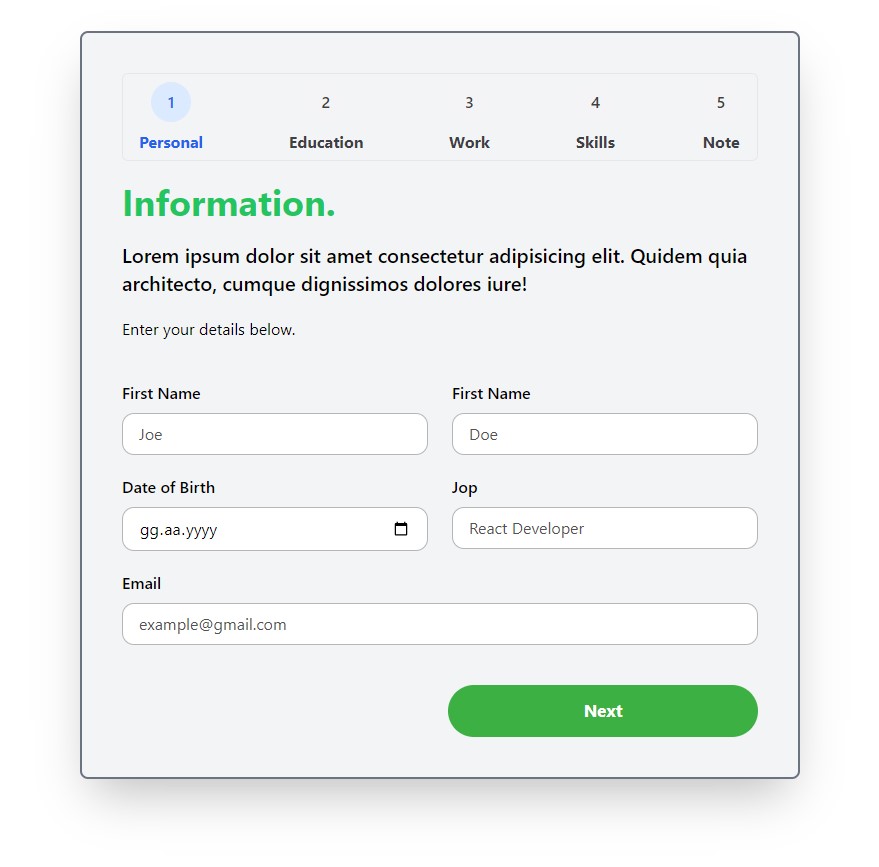 1 2 3 4 5
Personal Education Work Skills Note
Information.
Lorem ipsum dolor sit amet consectetur adipisicing elit. Quidem quia
architecto, cumque dignissimos dolores iure!
Enter your details below.
First Name First Name
Joe Doe
Date of Birth Jop
gg.aa.yyyy React Developer
Email
example@gmail.com
Next